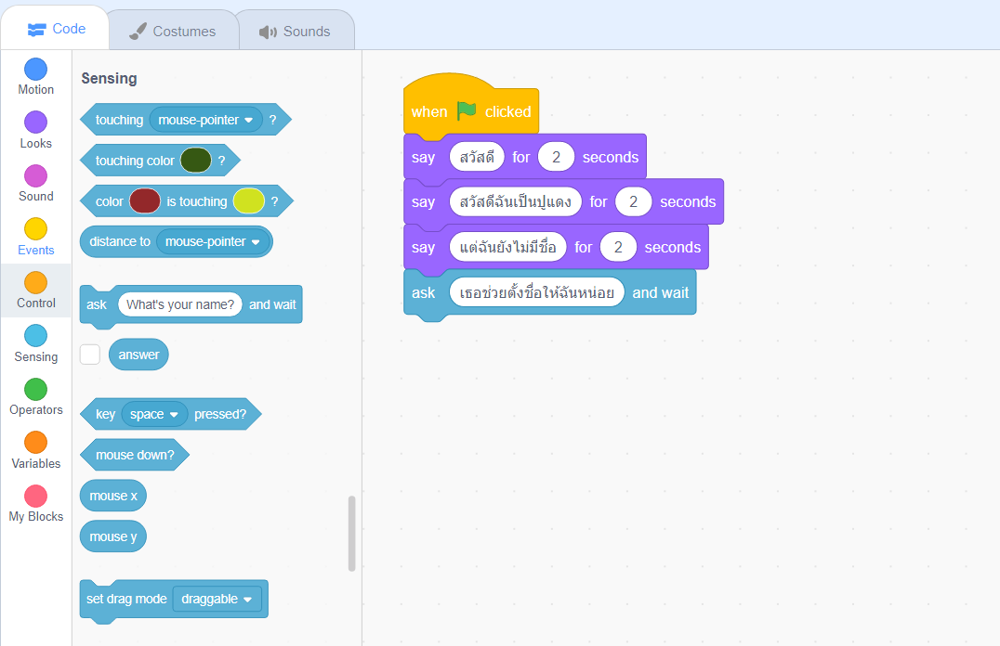 Code
Costumes
Sounds
Motion
Looks
Sound
Events
Control
Sensing
Operators
Variables
My Blocks
Sensing
touching mouse-pointer ?
touching color ?
color is touching ?
distance to mouse-pointer
ask What's your name? and wait
answer
key space pressed?
mouse down?
mouse x
mouse y
set drag mode draggable
when clicked
say สวัสดี for 2 seconds
say สวัสดีฉันเป็นปูแดง for 2 seconds
say แต่ฉันยังไม่มีชื่อ for 2 seconds
ask เธอช่วยตั้งชื่อให้ฉันหน่อย and wait